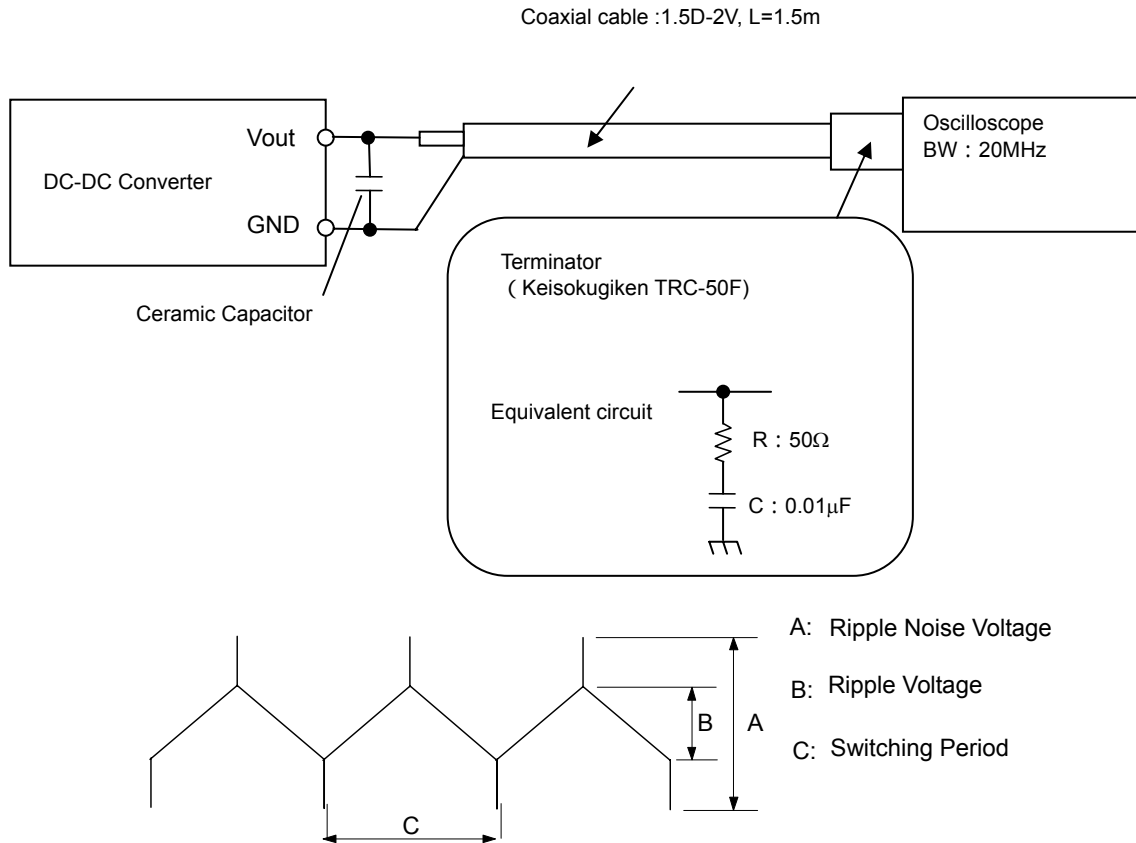 Coaxial cable :1.5D-2V, L=1.5m
Vout
DC-DC Converter
GND
Ceramic Capacitor
Oscilloscope
BW：20MHz
Terminator
（Keisokugiken TRC-50F)
Equivalent circuit
R：50Ω
C：0.01μF
A: Ripple Noise Voltage
B: Ripple Voltage
C: Switching Period
B
A
C